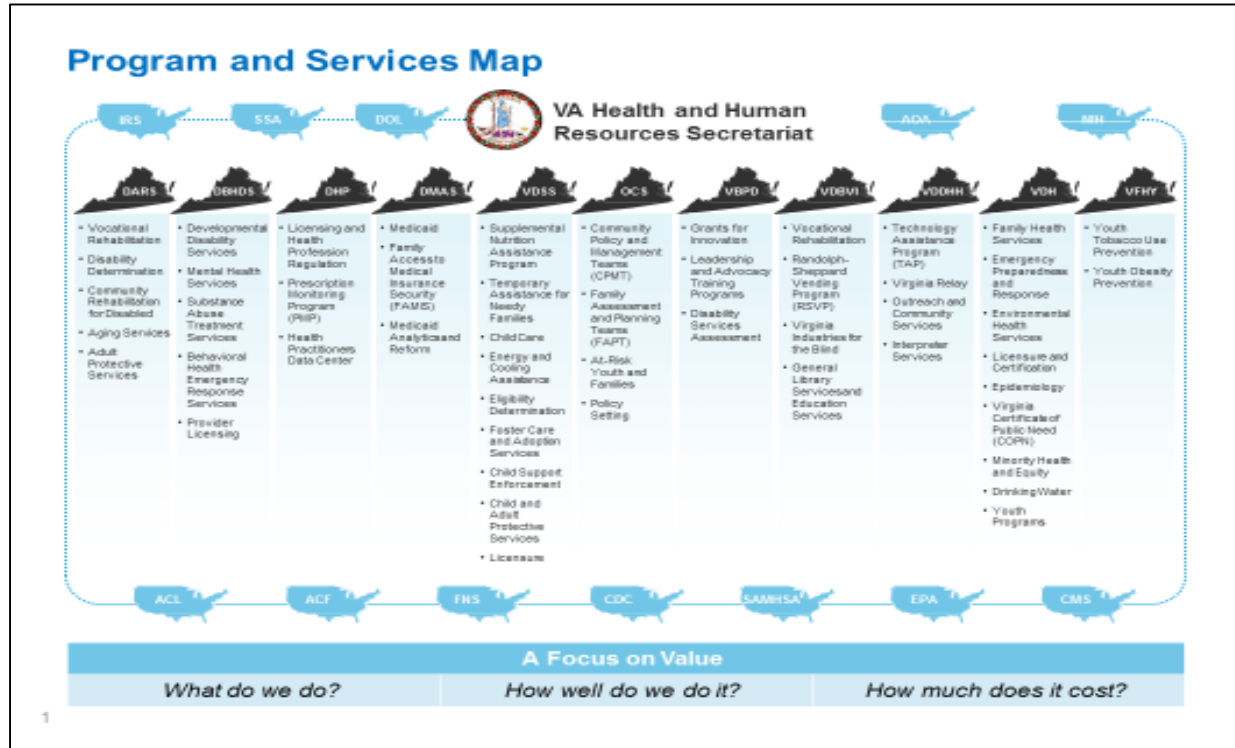 Program and Services Map
IRS
SSA
DOL
VA Health and Human
Resources Secretariat
AOA
NIH
DARS
DBHDS
DHP
DMAS
VDSS
OCS
VBPD
VDBVI
VDDHH
VDH
VFHY
• Vocational
Rehabilitation
• Disability
Determination
• Community
Rehabilitation
for Disabled
• Aging Services
• Adult
Protective
Services
• Developmental
Disability
Services
• Mental Health
Services
• Substance
Abuse
Treatment
Services
• Behavioral
Health
Emergency
Response
Services
• Provider
Licensing
• Licensing and
Health
Profession
Regulation
• Prescription
Monitoring
Program
(PMP)
• Health
Practitioners
Data Center
• Medicaid
• Family
Access to
Medical
Insurance
Security
(FAMIS)
• Medicaid
Analytics and
Reform
• Supplemental
Nutrition
Assistance
Program
• Temporary
Assistance for
Needy
Families
• Child Care
• Energy and
Cooling
Assistance
• Eligibility
Determination
• Foster Care
and Adoption
Services
• Child Support
Enforcement
• Child and
Adult
Protective
Services
• Licensure
• Community
Policy and
Management
Teams
(CPMT)
• Family
Assessment
and Planning
Teams
(FAPT)
• At-Risk
Youth and
Families
• Policy
Setting
• Grants for
Innovation
• Leadership
and Advocacy
Training
Programs
• Disability
Services
Assessment
• Vocational
Rehabilitation
• Randolph-
Sheppard
Vending
Program
(RSVP)
• Virginia
Industries for
the Blind
• General
Library
Services and
Education
Services
• Technology
Assistance
Program
(TAP)
• Virginia Relay
• Outreach and
Community
Services
• Interpreter
Services
• Family Health
Services
• Emergency
Preparedness
and
Response
• Environmental
Health
Services
• Licensure and
Certification
• Epidemiology
• Virginia
Certificate of
Public Need
(COPN)
• Minority Health
and Equity
• Drinking Water
• Youth
Programs
• Youth
Tobacco Use
Prevention
• Youth Obesity
Prevention
ACL
ACF
FNS
CDC
SAMHSA
EPA
CMS
A Focus on Value
What do we do?
How well do we do it?
How much does it cost?
1